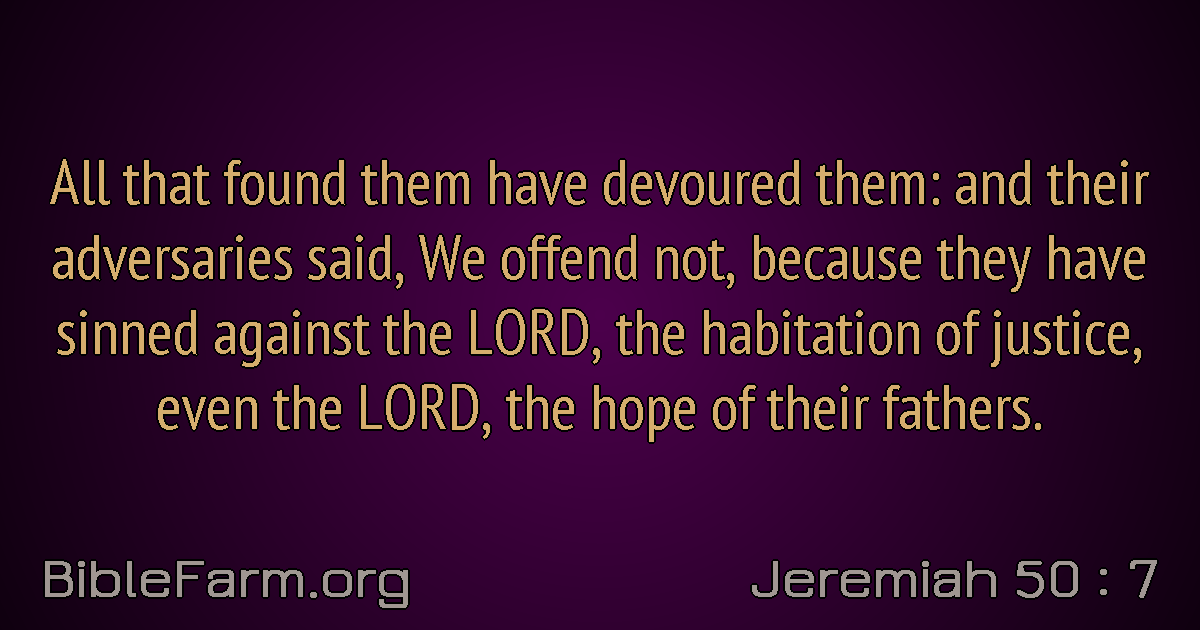 All that found them have devoured them: and their
adversaries said, We offend not, because they have
sinned against the LORD, the habitation of justice,
even the LORD, the hope of their fathers.
BibleFarm.org
Jeremiah 50 : 7